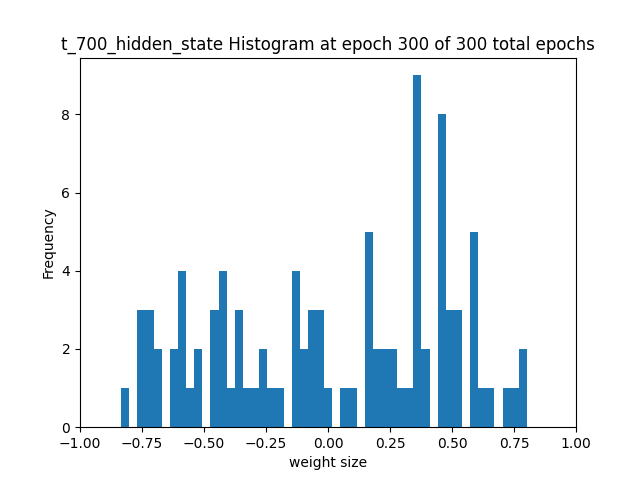 t_700_hidden_state Histogram at epoch 300 of 300 total epochs
8
6
4
2
0
Frequency
−1.00 −0.75 −0.50 −0.25 0.00 0.25 0.50 0.75 1.00
weight size